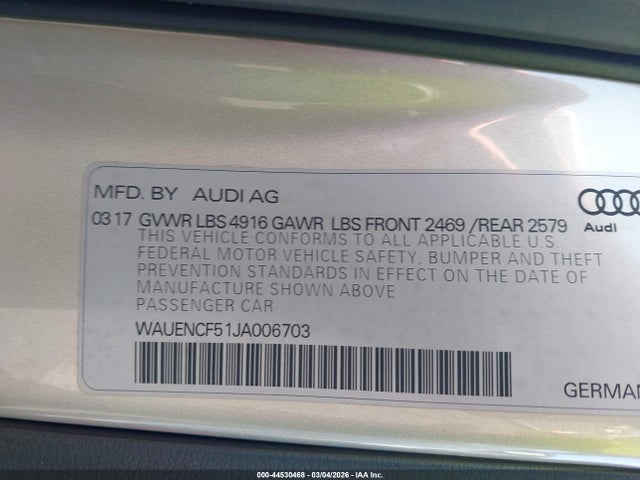 MFD. BY AUDI AG
0317 GVWR LBS 4916 GAWR LBS FRONT 2469 /REAR 2579
Audi
THIS VEHICLE CONFORMS TO ALL APPLICABLE U.S
FEDERAL MOTOR VEHICLE SAFETY, BUMPER AND THEFT
PREVENTION STANDARDS IN EFFECT ON THE DATE OF
MANUFACTURE SHOWN ABOVE
PASSENGER CAR
WAUENCF51JA006703
GERMAN
000-44530468 - 03/04/2026 - IAA Inc.